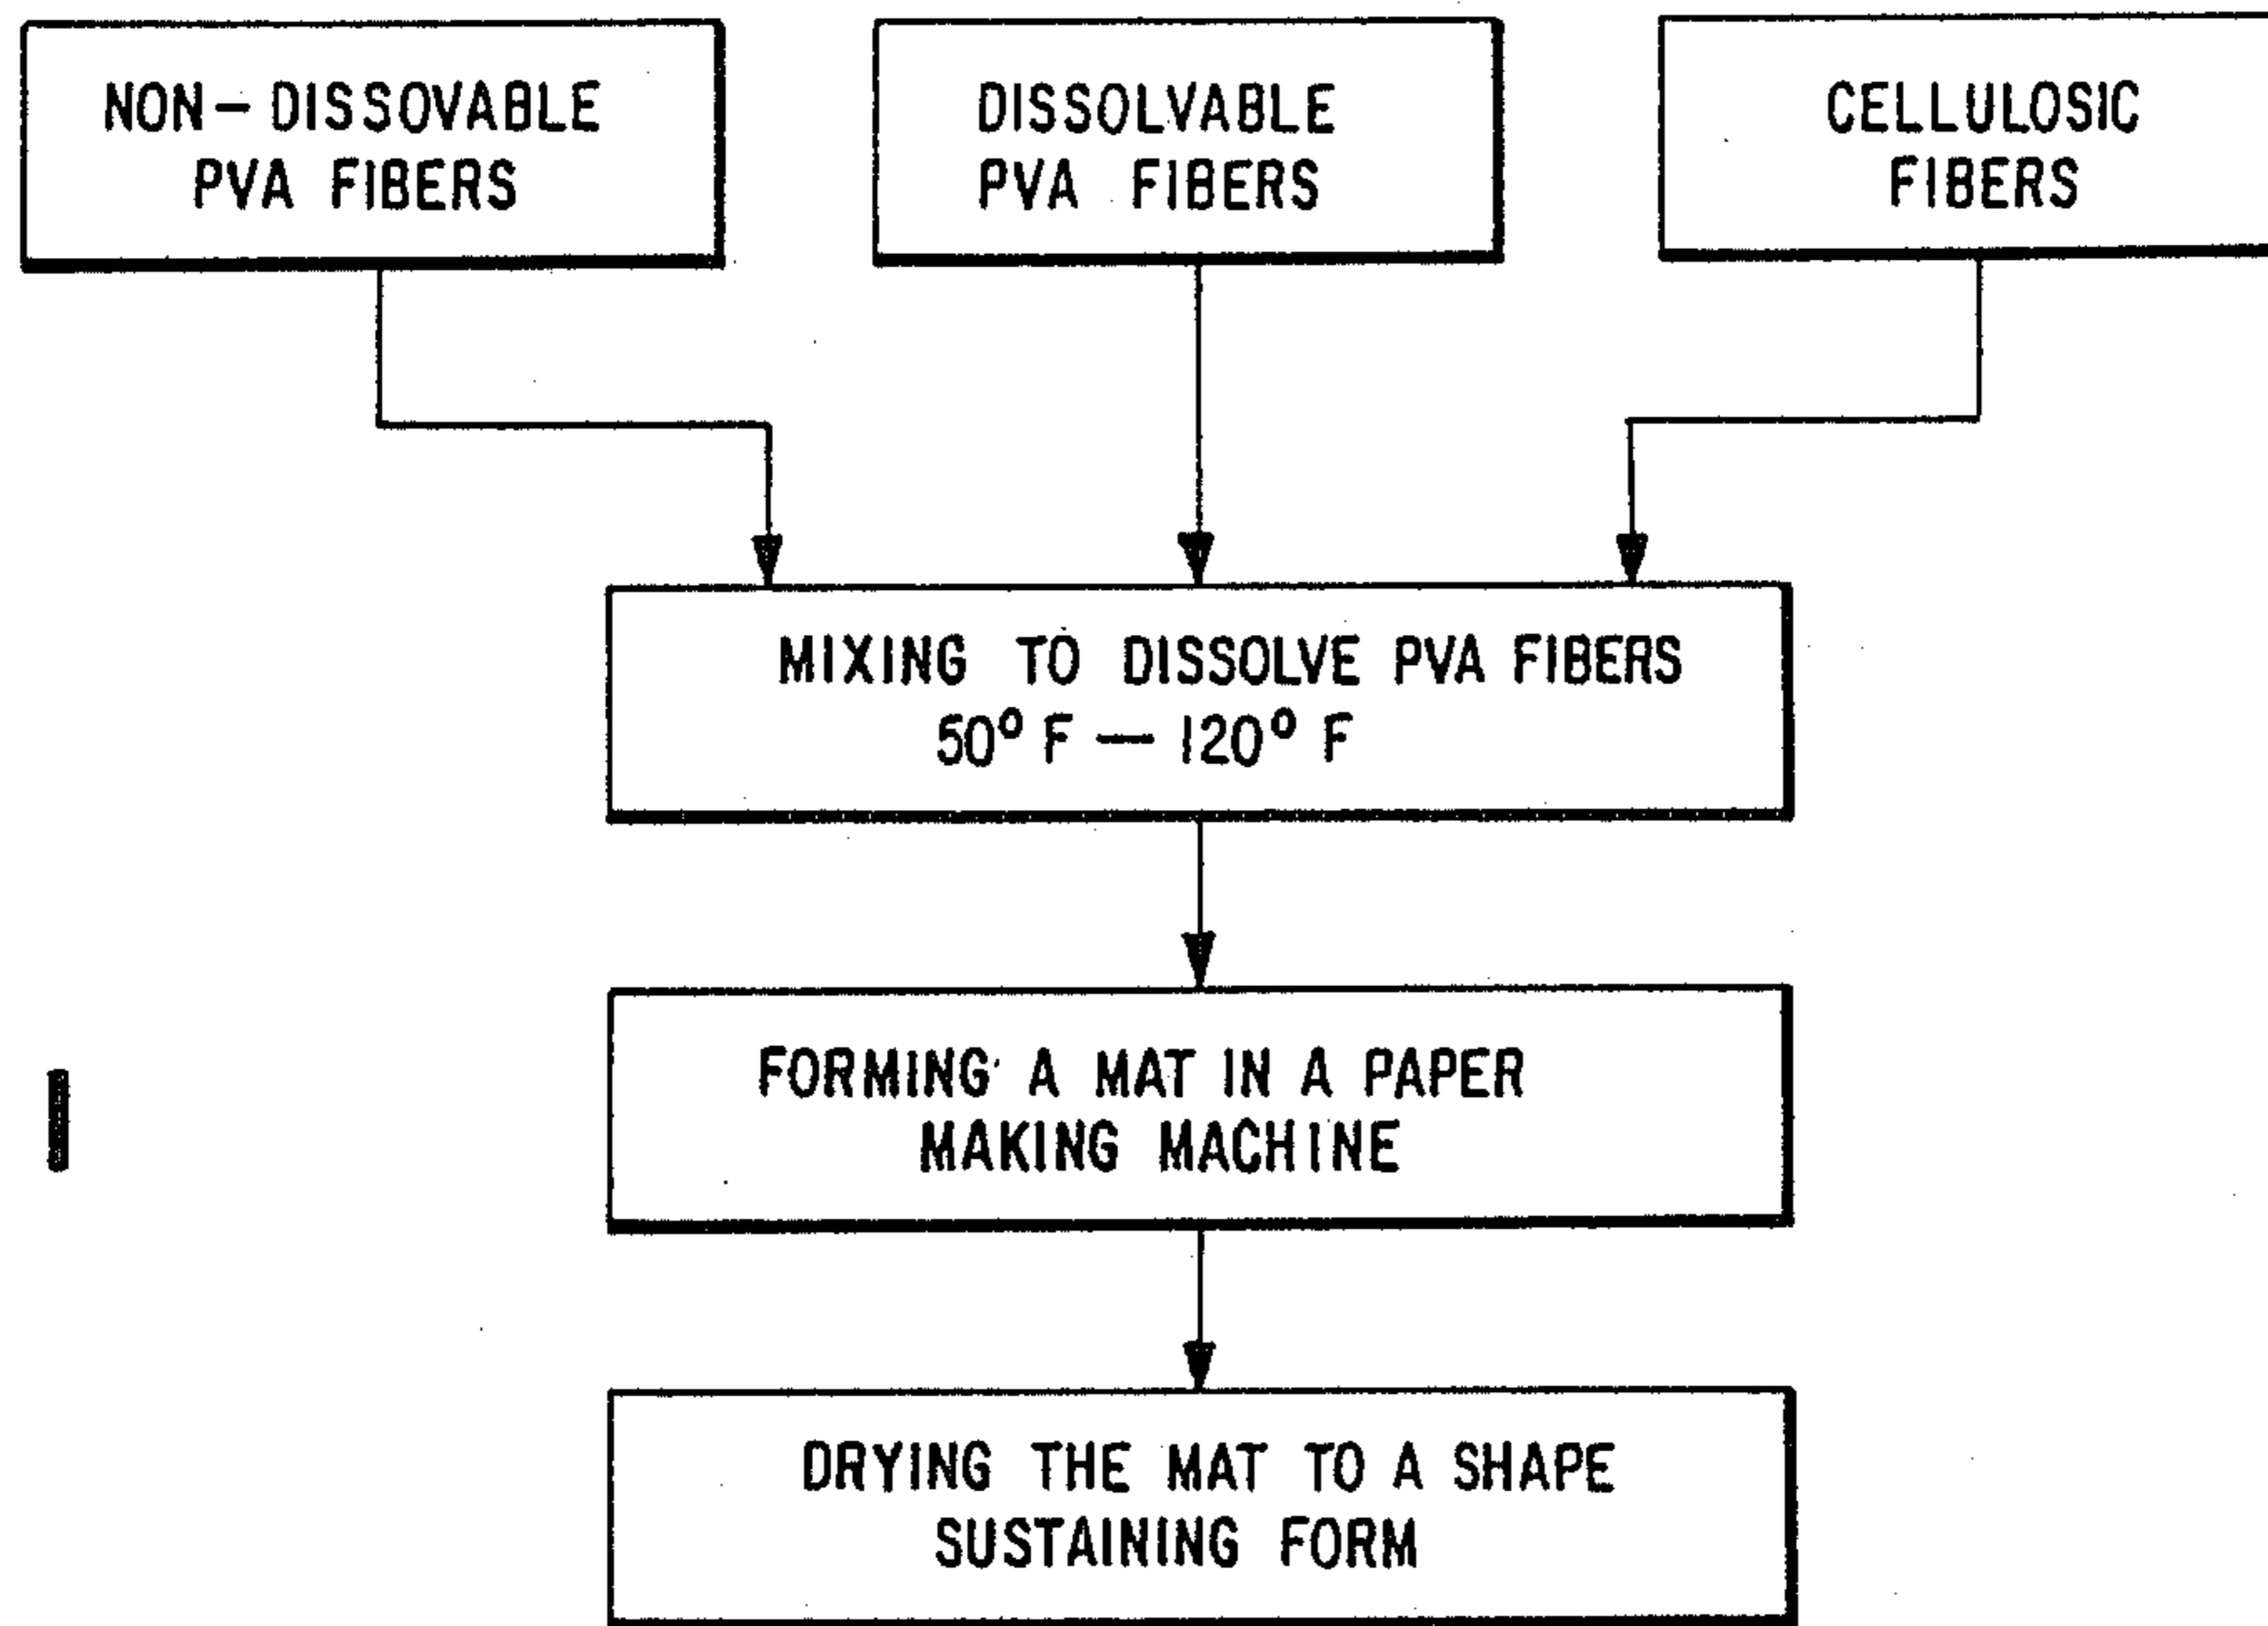 NON-DISSOVABLE
PVA FIBERS
DISSOLVABLE
PVA FIBERS
CELLULOSIC
FIBERS
MIXING TO DISSOLVE PVA FIBERS
50° F — 120° F
FORMING A MAT IN A PAPER
MAKING MACHINE
DRYING THE MAT TO A SHAPE
SUSTAINING FORM